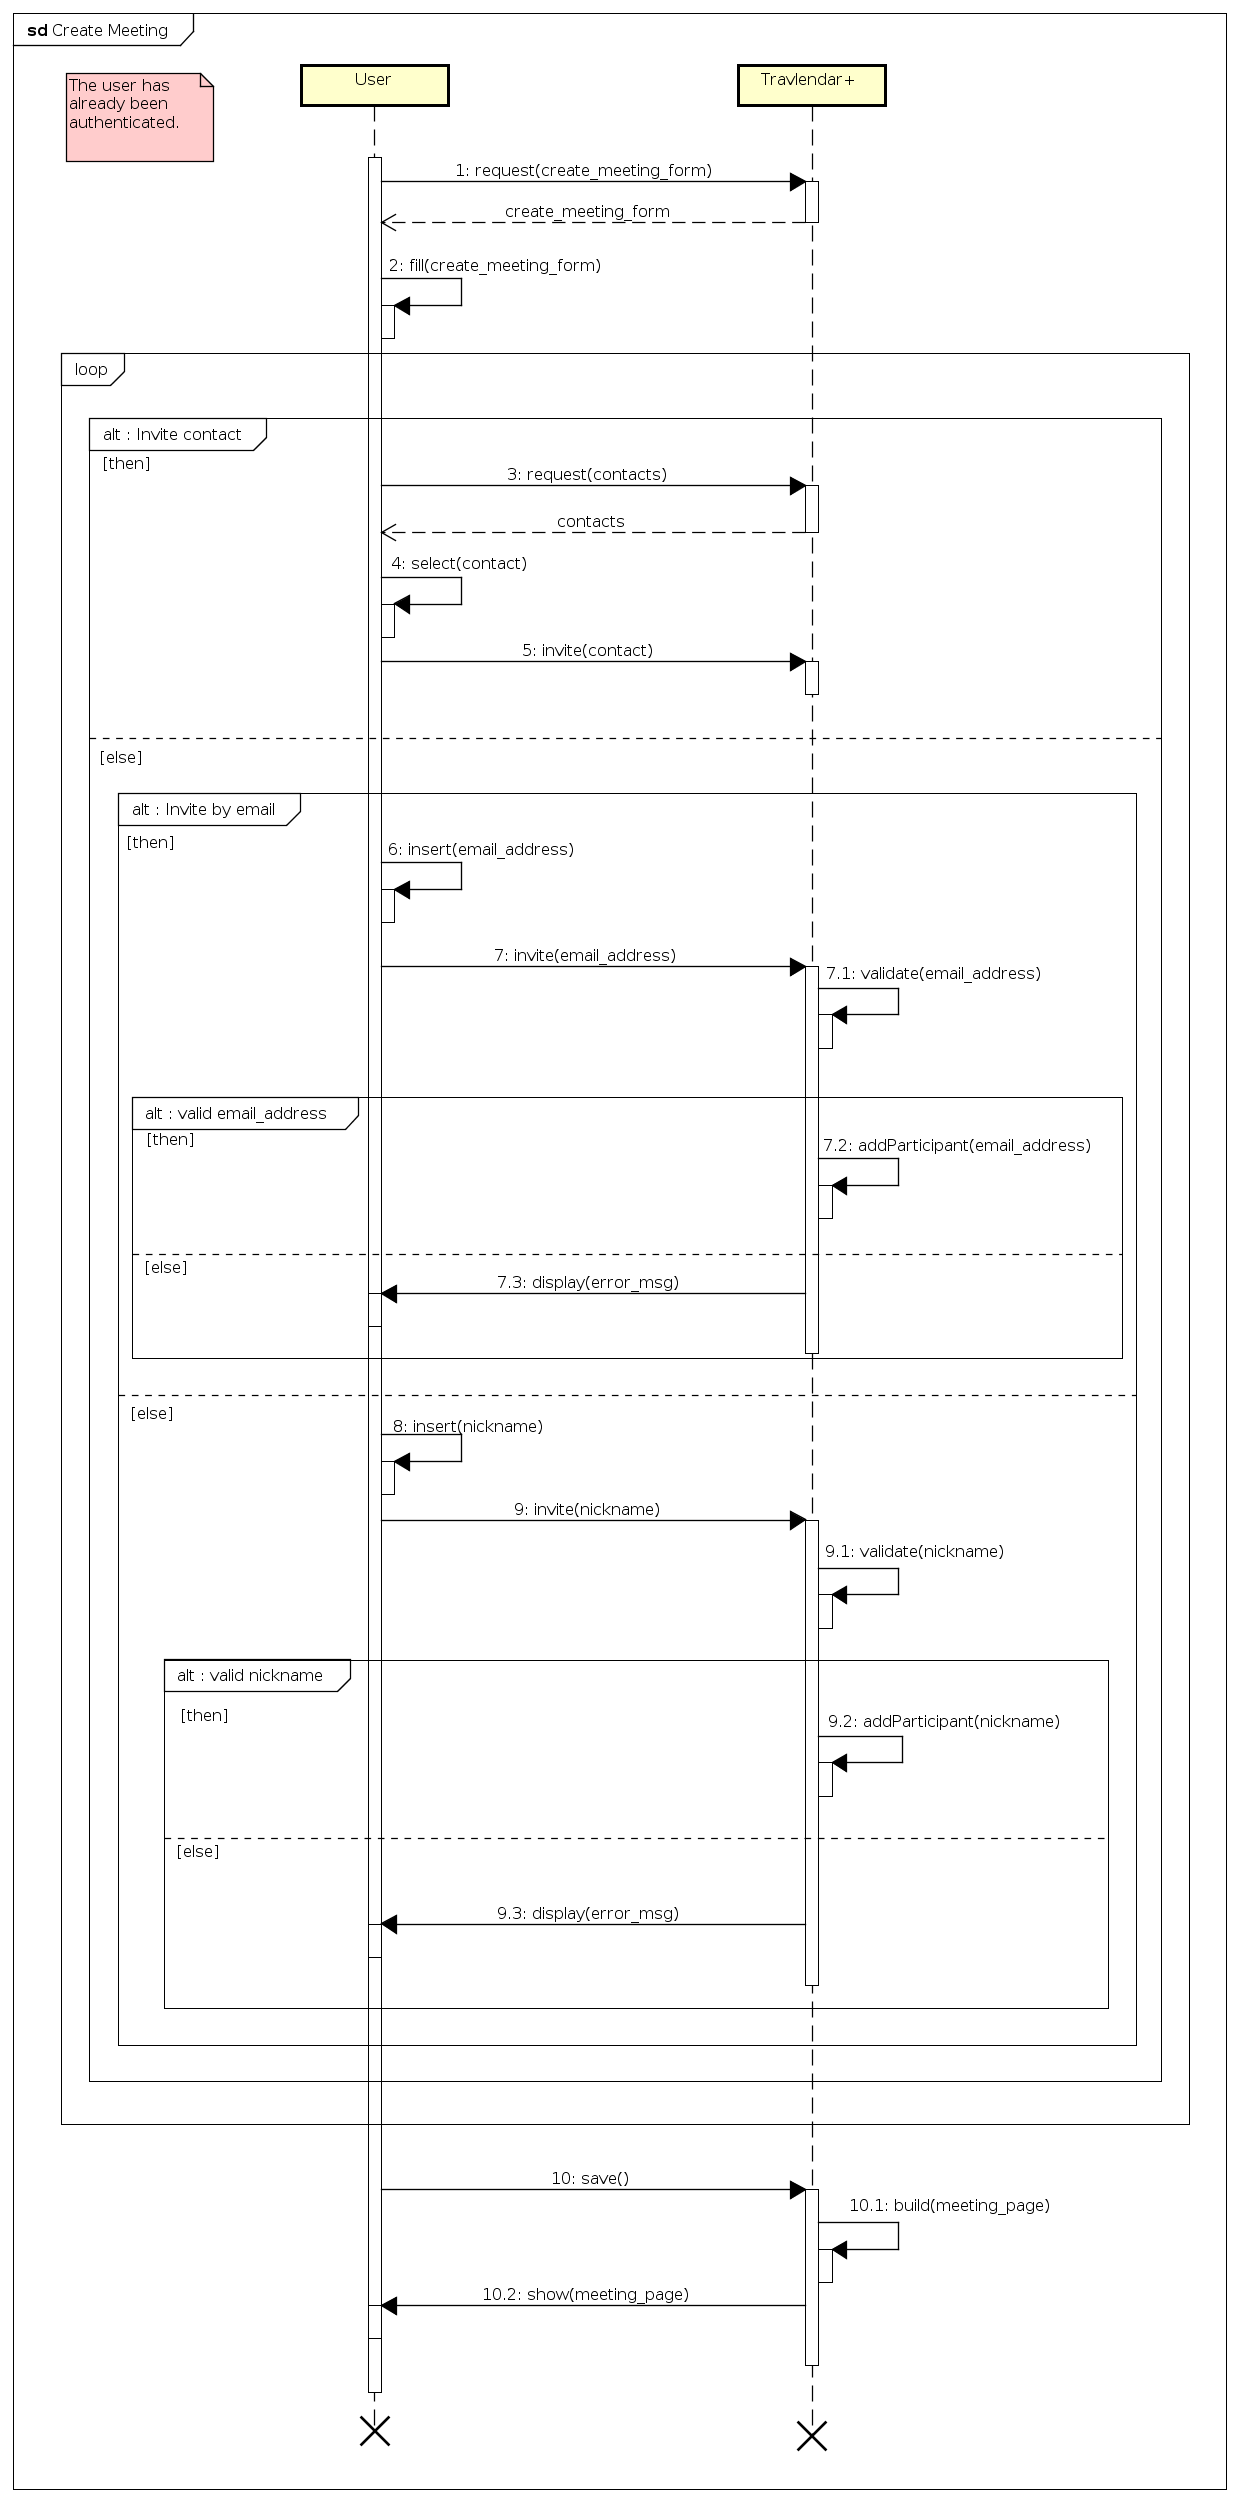 sd Create Meeting
The user has
already been
authenticated.
User
Travlendar+
1: request(create_meeting_form)
create_meeting_form
2: fill(create_meeting_form)
loop
alt : Invite contact
[then]
3: request(contacts)
contacts
4: select(contact)
5: invite(contact)
[else]
alt : Invite by email
[then]
6: insert(email_address)
7: invite(email_address)
7.1: validate(email_address)
alt : valid email_address
[then]
7.2: addParticipant(email_address)
[else]
7.3: display(error_msg)
[else]
8: insert(nickname)
9: invite(nickname)
9.1: validate(nickname)
alt : valid nickname
[then]
9.2: addParticipant(nickname)
[else]
9.3: display(error_msg)
10: save()
10.1: build(meeting_page)
10.2: show(meeting_page)